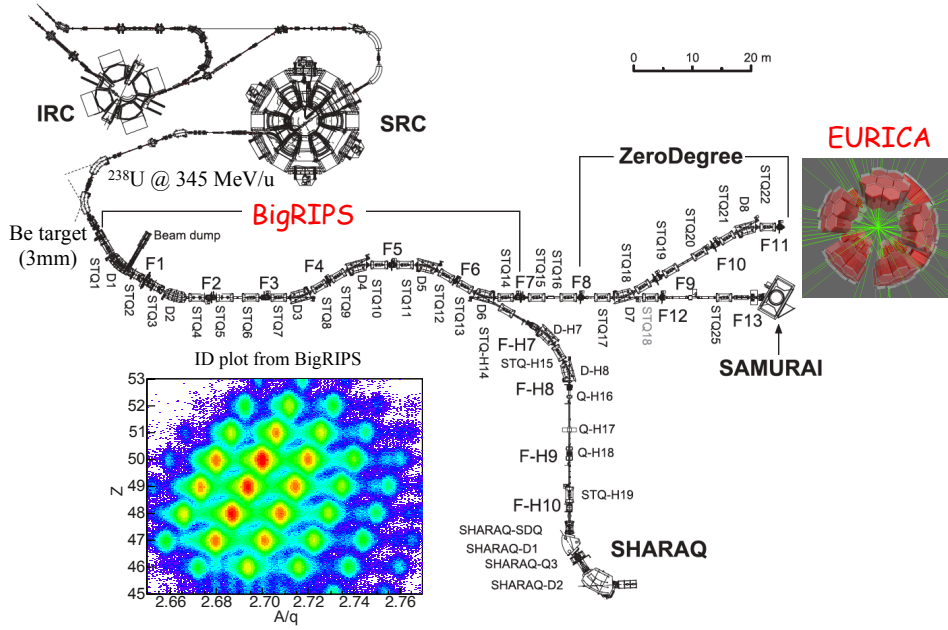 0 10 20 m
IRC
SRC
EURICA
ZeroDegree
²³⁸U @ 345 MeV/u
BigRIPS
Be target
(3mm)
Beam dump
STQ1
D1
STQ2
F1
STQ3
D2
STQ4
F2
STQ5
STQ6
F3
STQ7
D3
F4
STQ8
STQ9
D4
F5
STQ10
STQ11
D5
STQ12
F6
STQ13
D6
STQ14
F7
STQ15
STQ16
F8
STQ17
STQ18
D7
STQ19
STQ20
F10
STQ21
D8
STQ22
F11
STQ18
F9
F12
STQ25
F13
SAMURAI
STQ-H14
F-H7
D-H7
STQ-H15
D-H8
F-H8
Q-H16
Q-H17
F-H9
Q-H18
STQ-H19
F-H10
SHARAQ-SDQ
SHARAQ-D1
SHARAQ-Q3
SHARAQ-D2
SHARAQ
ID plot from BigRIPS
53
52
51
50
49
48
47
46
45
Z
2.66 2.68 2.70 2.72 2.74 2.76
A/q